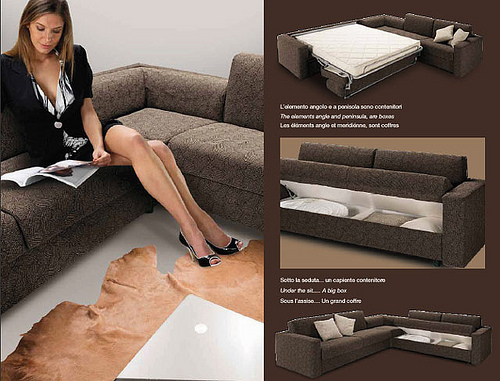 L'elemento angolo e a penisola sono contenitori
The elements angle and peninsula, are boxes
Les éléments angle et meridiénne, sont coffres
Sotto la seduta... un capiente contenitore
Under the sit..... A big box
Sous l'assise... Un grand coffre